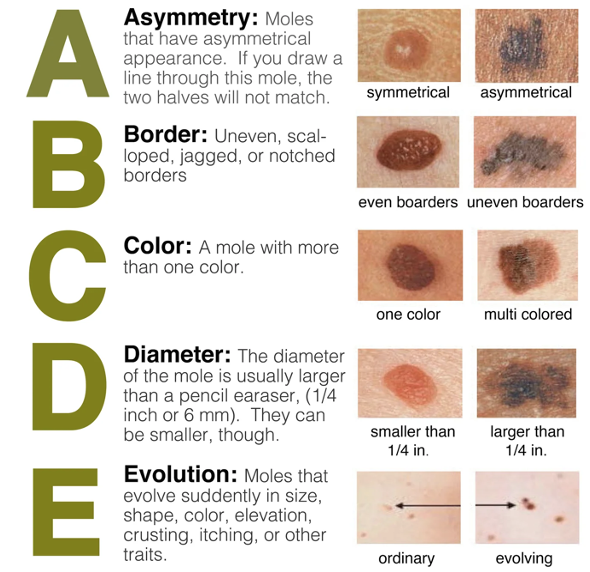 A
Asymmetry: Moles
that have asymmetrical
appearance. If you draw a
line through this mole, the
two halves will not match.
symmetrical
asymmetrical
B
Border: Uneven, scal-
loped, jagged, or notched
borders
even boarders
uneven boarders
C
Color: A mole with more
than one color.
one color
multi colored
D
Diameter: The diameter
of the mole is usually larger
than a pencil earaser, (1/4
inch or 6 mm). They can
be smaller, though.
smaller than
1/4 in.
larger than
1/4 in.
E
Evolution: Moles that
evolve suddently in size,
shape, color, elevation,
crusting, itching, or other
traits.
ordinary
evolving